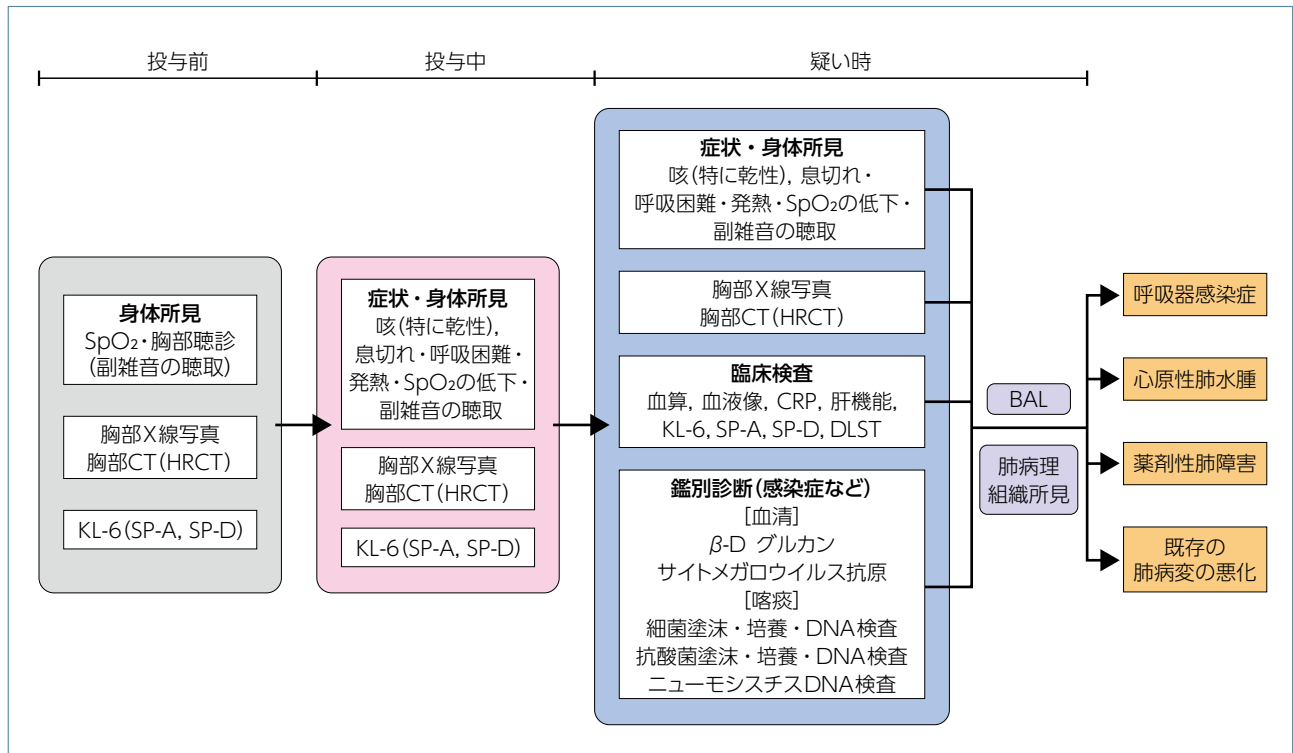 投与前
投与中
疑い時
身体所見
SpO₂・胸部聴診
(副雑音の聴取)
胸部X線写真
胸部CT(HRCT)
KL-6(SP-A, SP-D)
症状・身体所見
咳(特に乾性),
息切れ・呼吸困難・
発熱・SpO₂の低下・
副雑音の聴取
胸部X線写真
胸部CT(HRCT)
KL-6(SP-A, SP-D)
症状・身体所見
咳(特に乾性), 息切れ・
呼吸困難・発熱・SpO₂の低下・
副雑音の聴取
胸部X線写真
胸部CT(HRCT)
臨床検査
血算, 血液像, CRP, 肝機能,
KL-6, SP-A, SP-D, DLST
鑑別診断(感染症など)
[血清]
β-D グルカン
サイトメガロウイルス抗原
[喀痰]
細菌塗沫・培養・DNA検査
抗酸菌塗沫・培養・DNA検査
ニューモシスチスDNA検査
BAL
肺病理
組織所見
呼吸器感染症
心原性肺水腫
薬剤性肺障害
既存の
肺病変の悪化